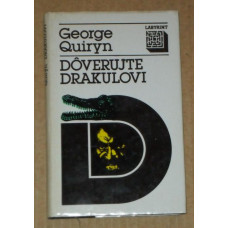 George
Quiryn
LABYRINT
DÔVERUJTE
DRAKULOVI
D